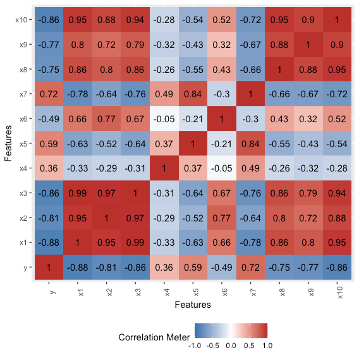 x10 -0.86 0.95 0.88 0.94 -0.28 -0.54 0.52 -0.72 0.95 0.9 1
x9 -0.77 0.8 0.72 0.79 -0.32 -0.43 0.32 -0.67 0.88 1 0.9
x8 -0.75 0.86 0.8 0.86 -0.26 -0.55 0.43 -0.66 1 0.88 0.95
x7 0.72 -0.78 -0.64 -0.76 0.49 0.84 -0.3 1 -0.66 -0.67 -0.72
x6 -0.49 0.66 0.77 0.67 -0.05 -0.21 1 -0.3 0.43 0.32 0.52
x5 0.59 -0.63 -0.52 -0.64 0.37 1 -0.21 0.84 -0.55 -0.43 -0.54
x4 0.36 -0.33 -0.29 -0.31 1 0.37 -0.05 0.49 -0.26 -0.32 -0.28
x3 -0.86 0.99 0.97 1 -0.31 -0.64 0.67 -0.76 0.86 0.79 0.94
x2 -0.81 0.95 1 0.97 -0.29 -0.52 0.77 -0.64 0.8 0.72 0.88
x1 -0.88 1 0.95 0.99 -0.33 -0.63 0.66 -0.78 0.86 0.8 0.95
y 1 -0.88 -0.81 -0.86 0.36 0.59 -0.49 0.72 -0.75 -0.77 -0.86
Features
y x1 x2 x3 x4 x5 x6 x7 x8 x9 x10
Features
Correlation Meter
-1.0 -0.5 0.0 0.5 1.0